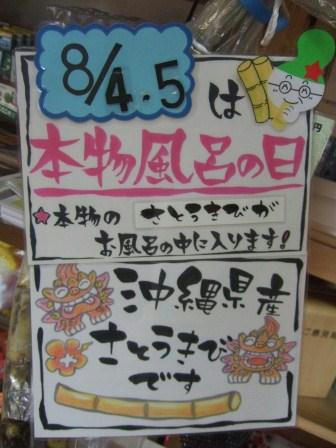 8/4.5は
本物風呂の日
★本物のさとうきびが
お風呂の中に入ります!
沖縄県産
さとうきび
です